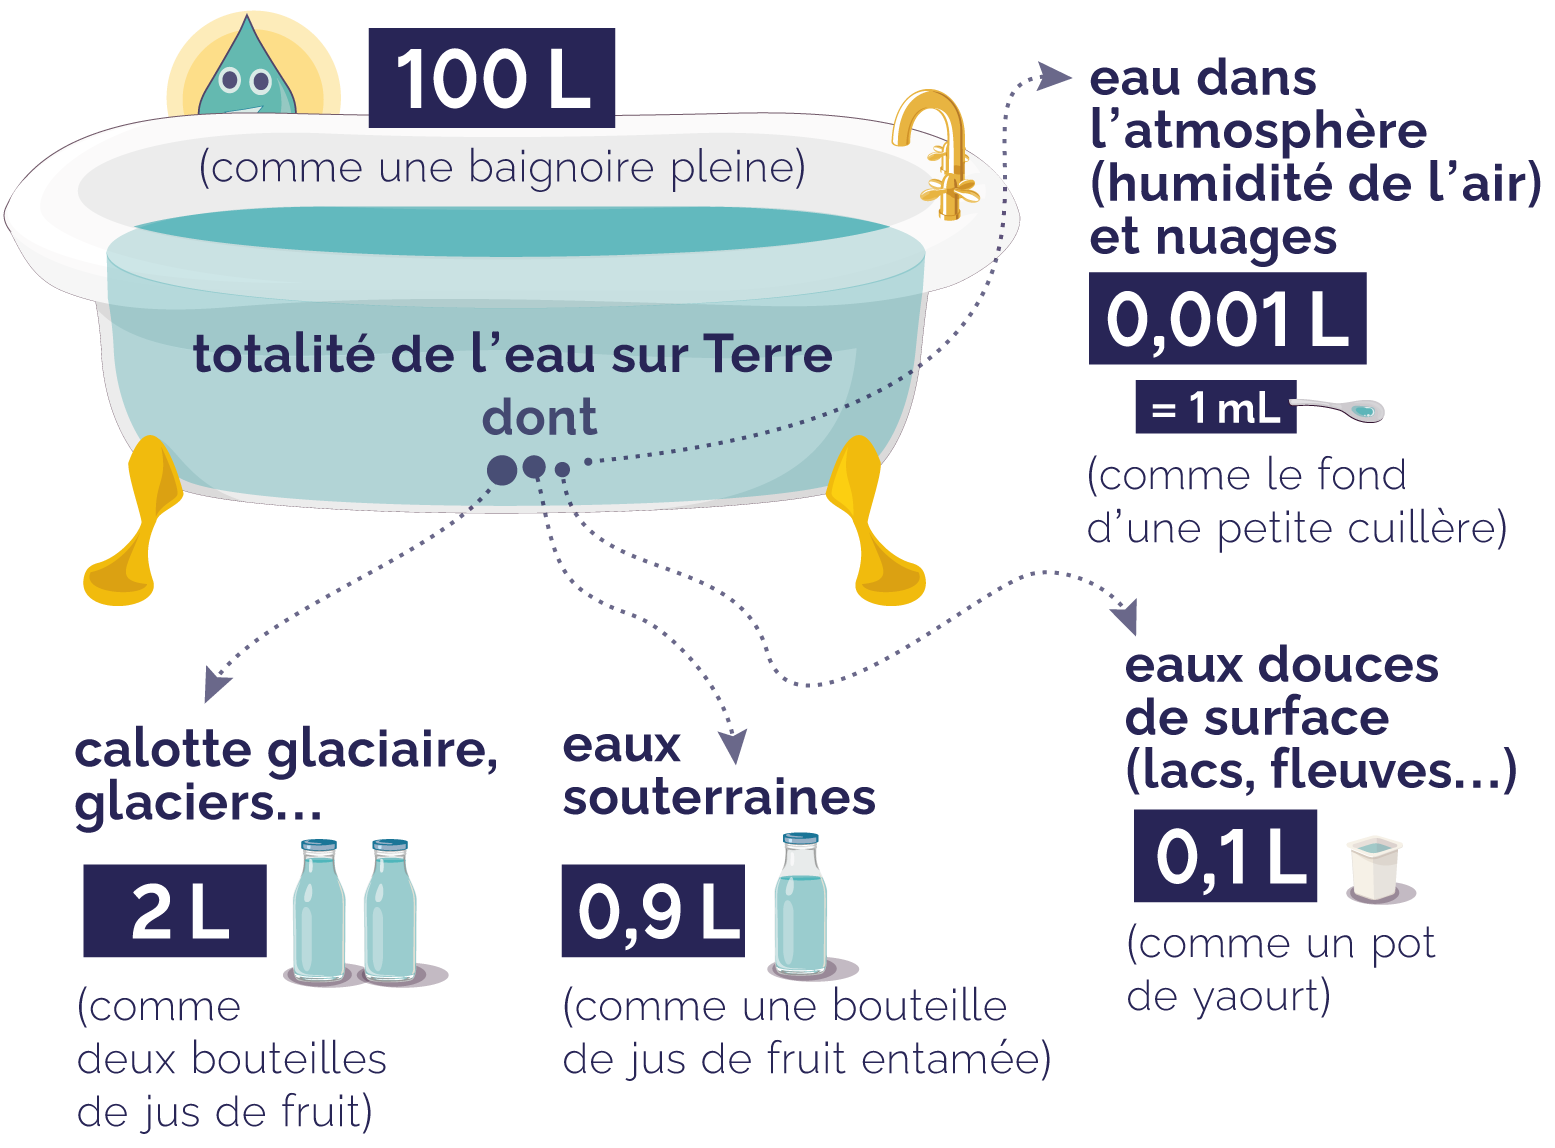 100 L
(comme une baignoire pleine)
totalité de l’eau sur Terre
dont
eau dans
l’atmosphère
(humidité de l’air)
et nuages
0,001 L
= 1 mL
(comme le fond
d’une petite cuillère)
calotte glaciaire,
glaciers...
2 L
(comme
deux bouteilles
de jus de fruit)
eaux
souterraines
0,9 L
(comme une bouteille
de jus de fruit entamée)
eaux douces
de surface
(lacs, fleuves...)
0,1 L
(comme un pot
de yaourt)